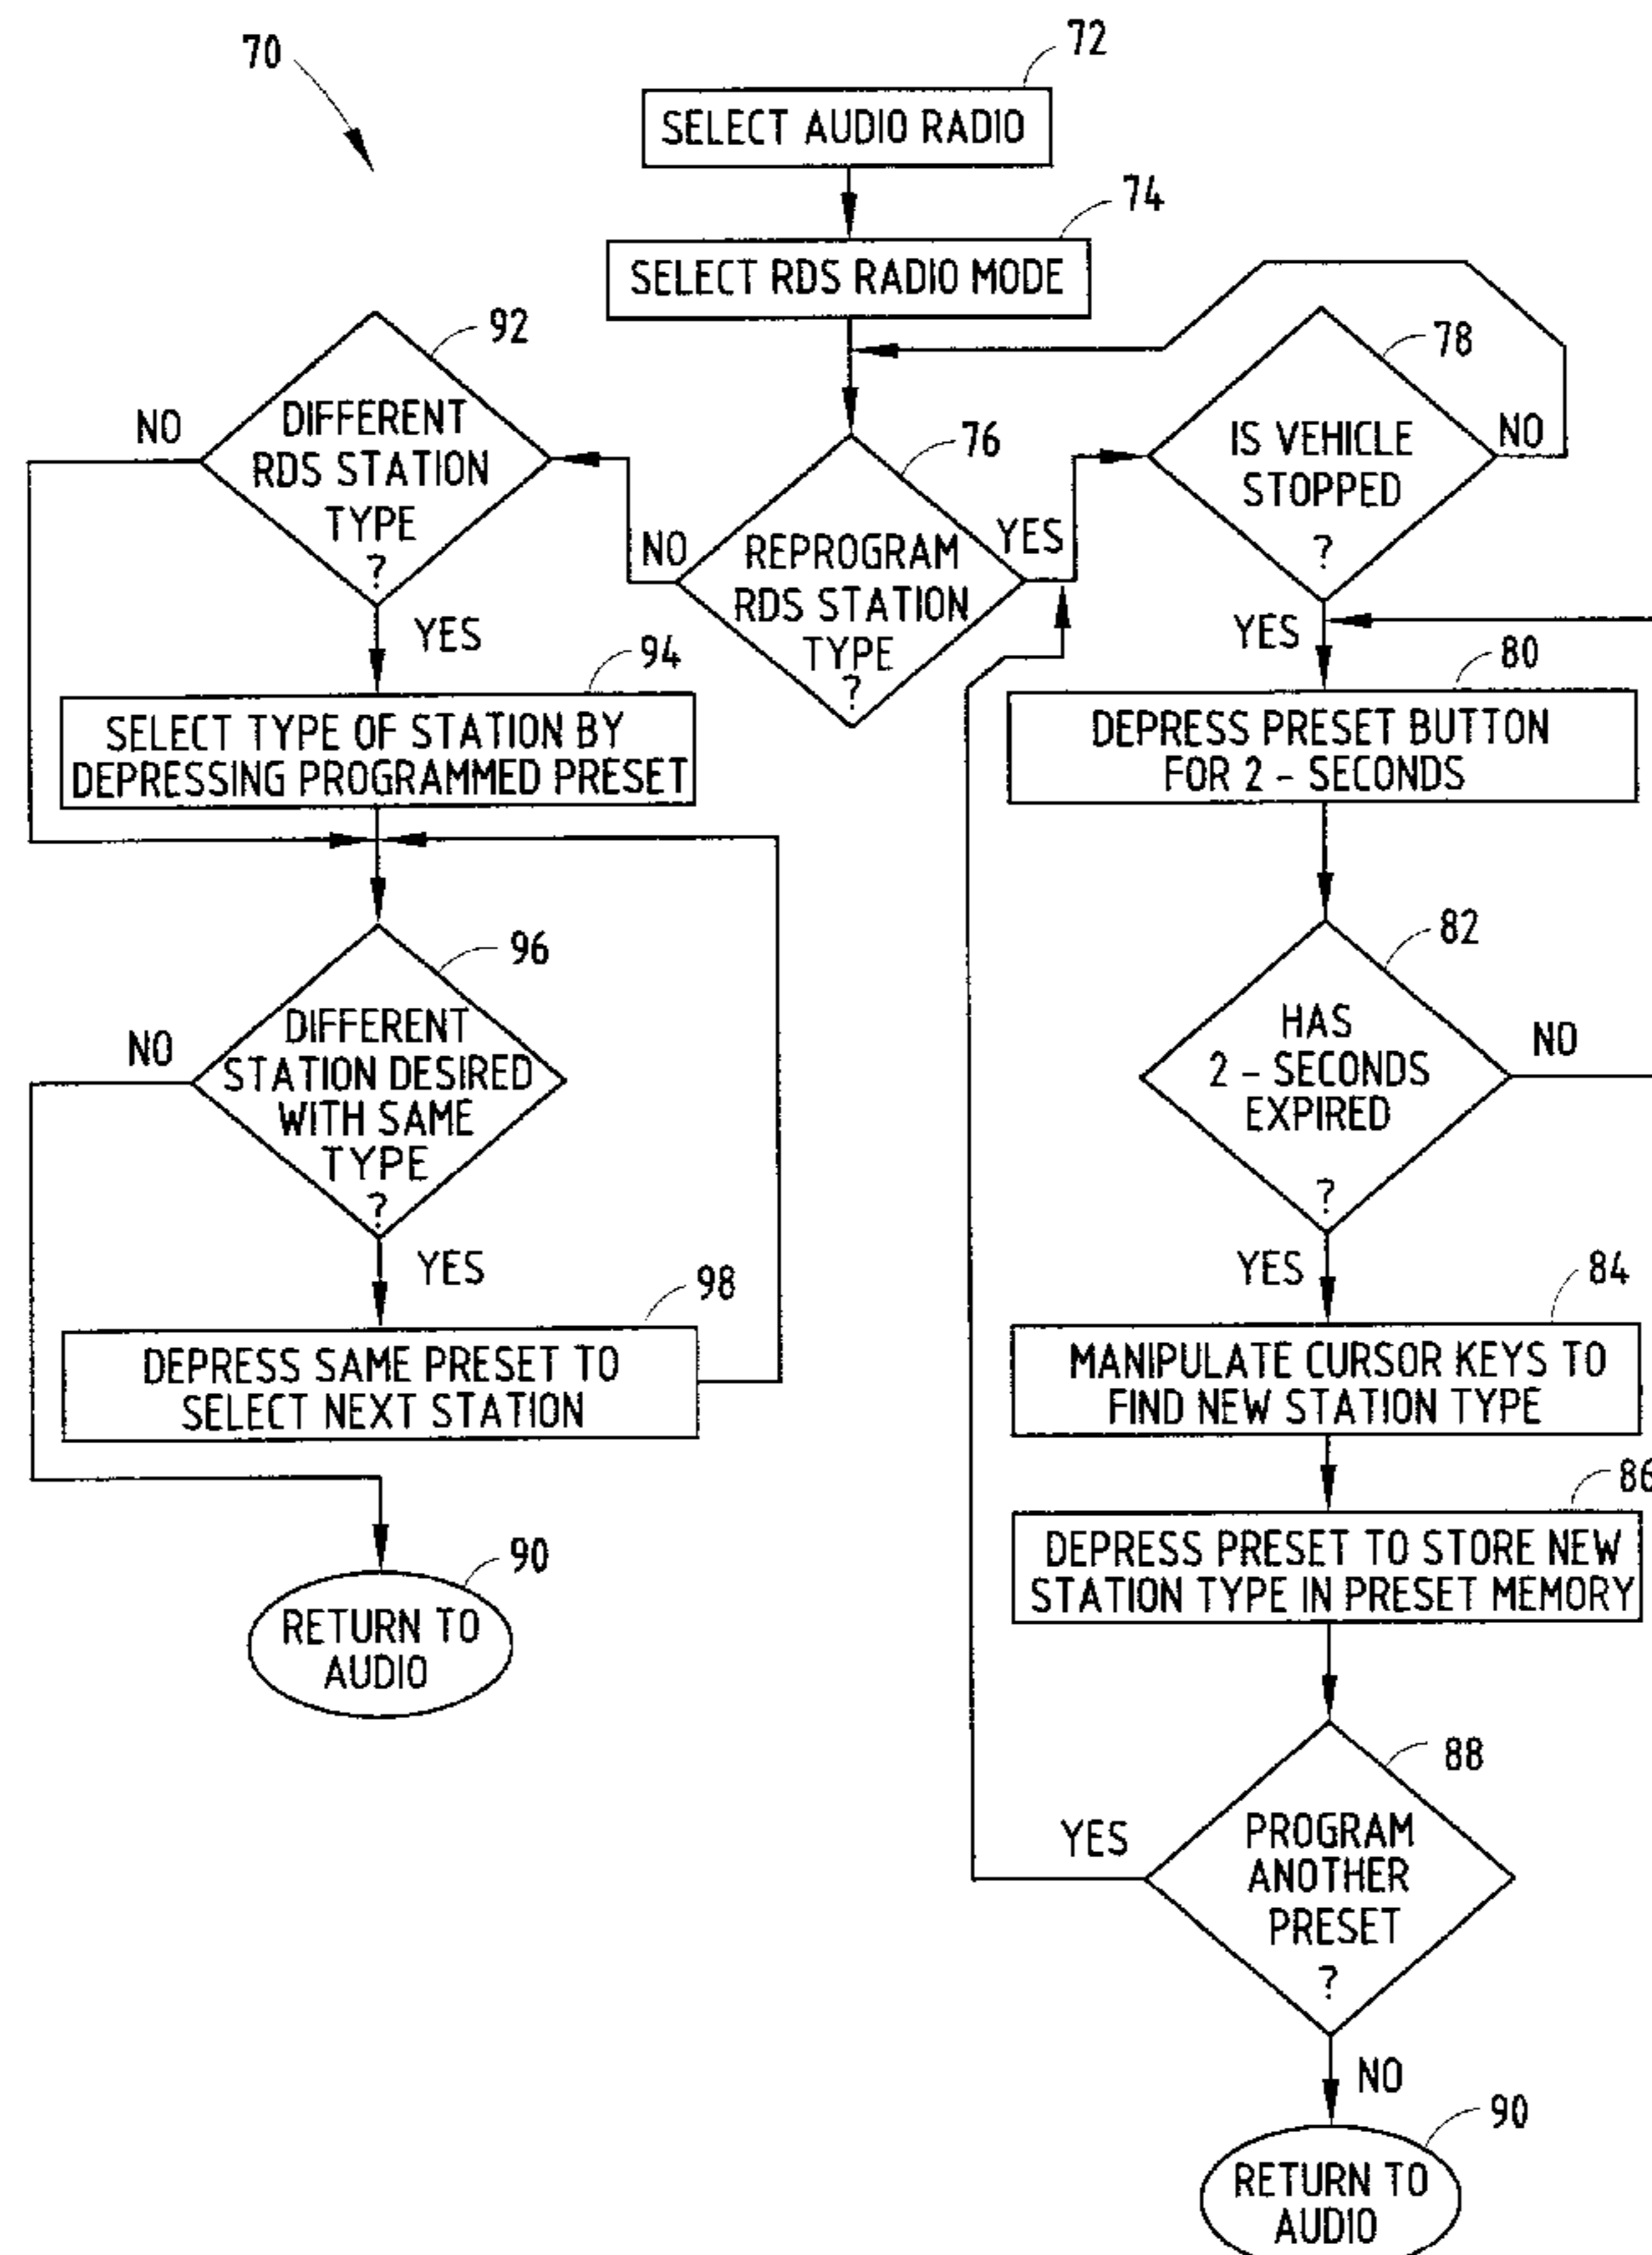 70
72
SELECT AUDIO RADIO
74
SELECT RDS RADIO MODE
92
DIFFERENT
RDS STATION
TYPE
?
NO
YES
76
REPROGRAM
RDS STATION
TYPE
?
NO
YES
78
IS VEHICLE
STOPPED
?
NO
YES
94
SELECT TYPE OF STATION BY
DEPRESSING PROGRAMMED PRESET
80
DEPRESS PRESET BUTTON
FOR 2 - SECONDS
96
DIFFERENT
STATION DESIRED
WITH SAME
TYPE
?
NO
YES
82
HAS
2 - SECONDS
EXPIRED
?
NO
YES
98
DEPRESS SAME PRESET TO
SELECT NEXT STATION
84
MANIPULATE CURSOR KEYS TO
FIND NEW STATION TYPE
86
DEPRESS PRESET TO STORE NEW
STATION TYPE IN PRESET MEMORY
90
RETURN TO
AUDIO
88
PROGRAM
ANOTHER
PRESET
?
YES
NO
90
RETURN TO
AUDIO